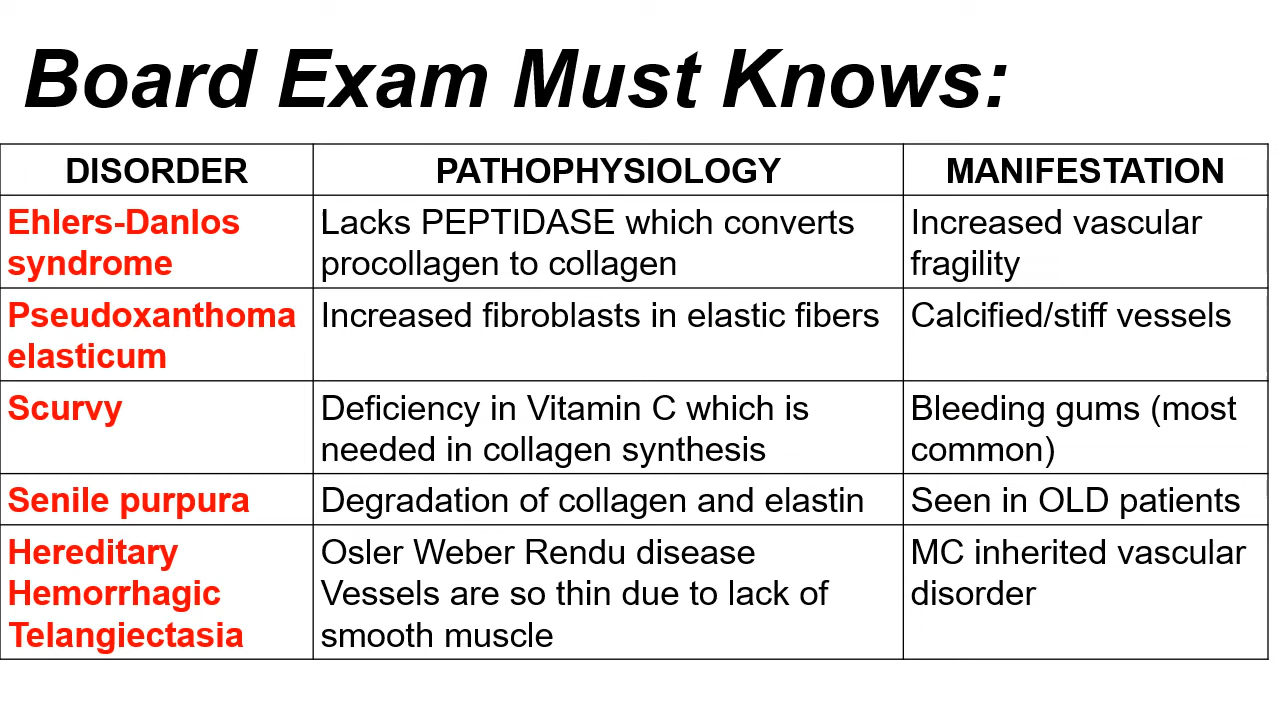 Board Exam Must Knows:
DISORDER
PATHOPHYSIOLOGY
MANIFESTATION
Ehlers-Danlos
syndrome
Lacks PEPTIDASE which converts
procollagen to collagen
Increased vascular
fragility
Pseudoxanthoma
elasticum
Increased fibroblasts in elastic fibers
Calcified/stiff vessels
Scurvy
Deficiency in Vitamin C which is
needed in collagen synthesis
Bleeding gums (most
common)
Senile purpura
Degradation of collagen and elastin
Seen in OLD patients
Hereditary
Hemorrhagic
Telangiectasia
Osler Weber Rendu disease
Vessels are so thin due to lack of
smooth muscle
MC inherited vascular
disorder